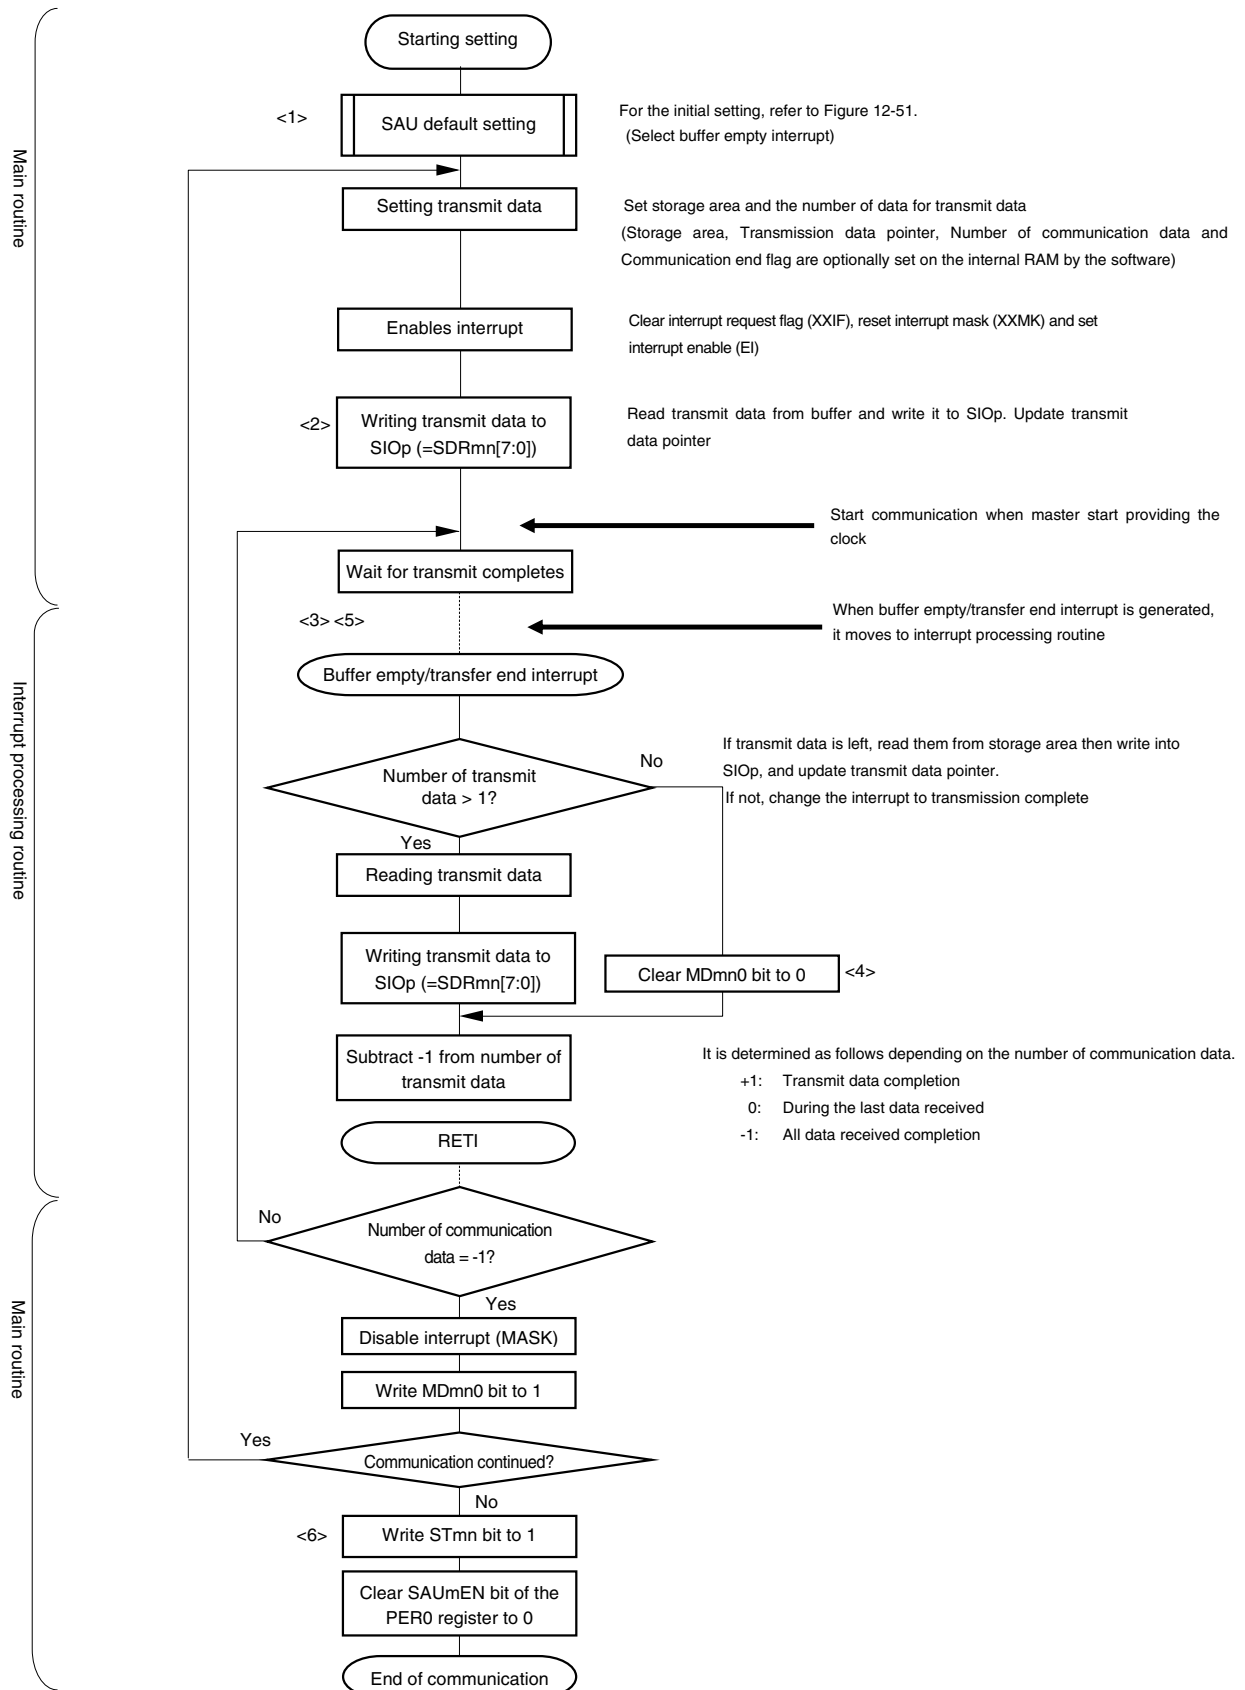 Starting setting
Main routine
<1>
SAU default setting
For the initial setting, refer to Figure 12-51.
(Select buffer empty interrupt)
Setting transmit data
Set storage area and the number of data for transmit data
(Storage area, Transmission data pointer, Number of communication data and
Communication end flag are optionally set on the internal RAM by the software)
Enables interrupt
Clear interrupt request flag (XXIF), reset interrupt mask (XXMK) and set
interrupt enable (EI)
<2>
Writing transmit data to
SIOp (=SDRmn[7:0])
Read transmit data from buffer and write it to SIOp. Update transmit
data pointer
Start communication when master start providing the
clock
Wait for transmit completes
<3> <5>
When buffer empty/transfer end interrupt is generated,
it moves to interrupt processing routine
Interrupt processing routine
Buffer empty/transfer end interrupt
Number of transmit
data > 1?
No
If transmit data is left, read them from storage area then write into
SIOp, and update transmit data pointer.
If not, change the interrupt to transmission complete
Yes
Reading transmit data
Writing transmit data to
SIOp (=SDRmn[7:0])
Clear MDmn0 bit to 0
<4>
Subtract -1 from number of
transmit data
It is determined as follows depending on the number of communication data.
+1: Transmit data completion
0: During the last data received
-1: All data received completion
RETI
No
Number of communication
data = -1?
Yes
Main routine
Disable interrupt (MASK)
Write MDmn0 bit to 1
Yes
Communication continued?
No
<6>
Write STmn bit to 1
Clear SAUmEN bit of the
PER0 register to 0
End of communication